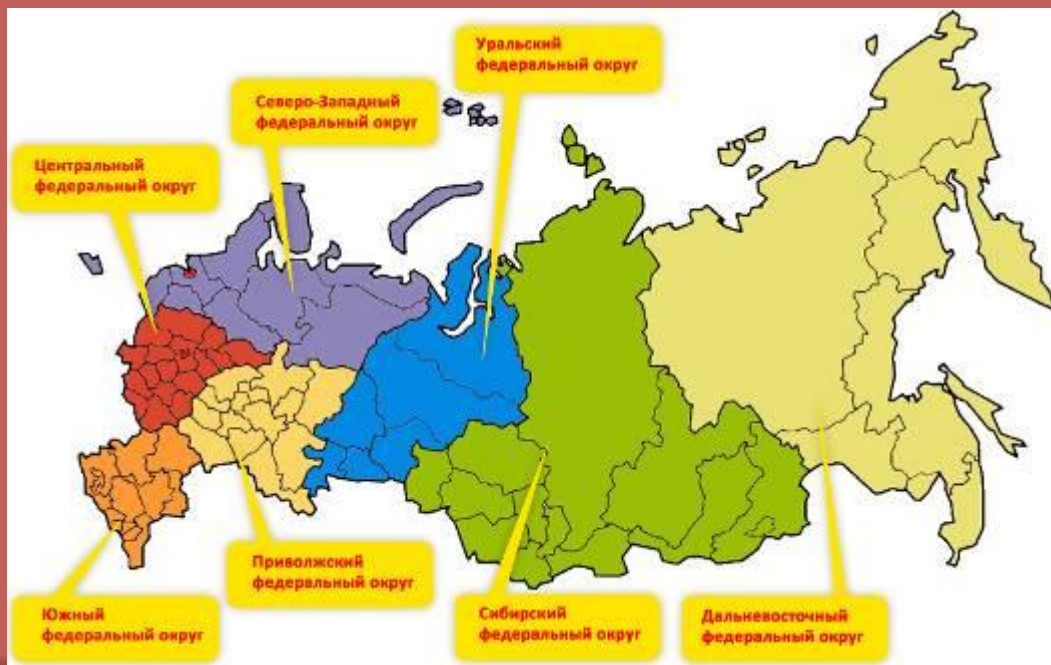 Уральский
федеральный округ
Северо-Западный
федеральный округ
Центральный
федеральный округ
Приволжский
федеральный округ
Южный
федеральный округ
Сибирский
федеральный округ
Дальневосточный
федеральный округ